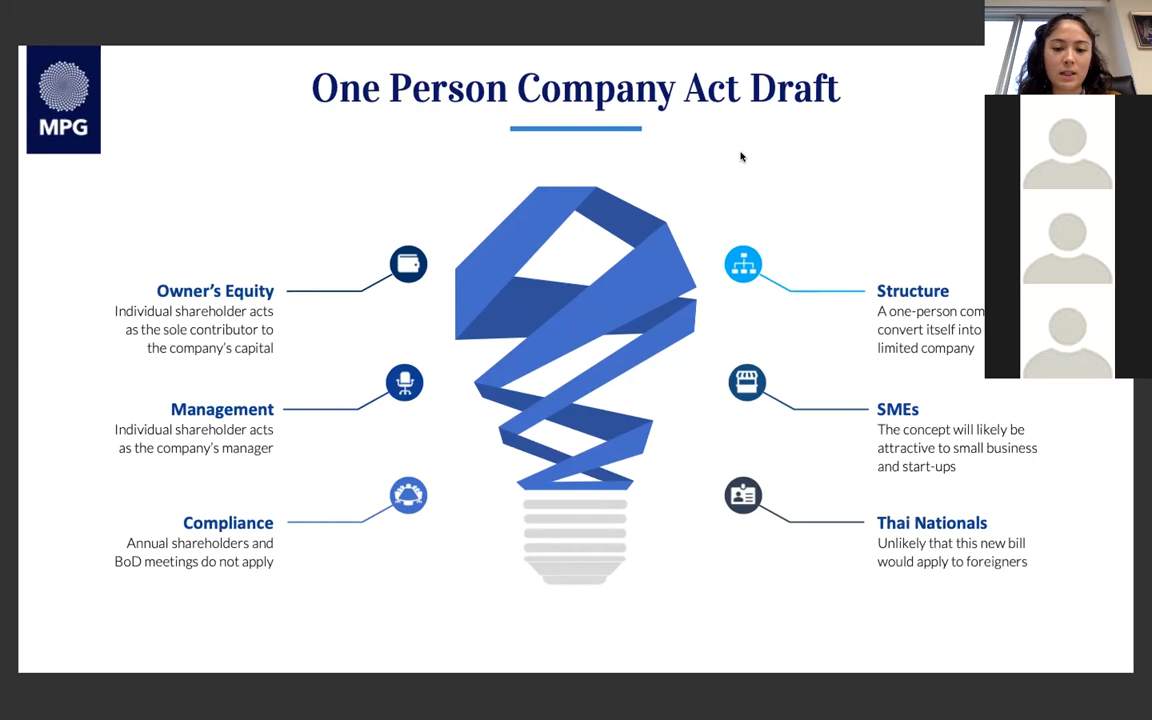 MPG
One Person Company Act Draft
Owner's Equity
Individual shareholder acts
as the sole contributor to
the company's capital
Management
Individual shareholder acts
as the company's manager
Compliance
Annual shareholders and
BoD meetings do not apply
Structure
A one-person
convert itself into
limited company
SMEs
The concept will likely be
attractive to small business
and start-ups
Thai Nationals
Unlikely that this new bill
would apply to foreigners